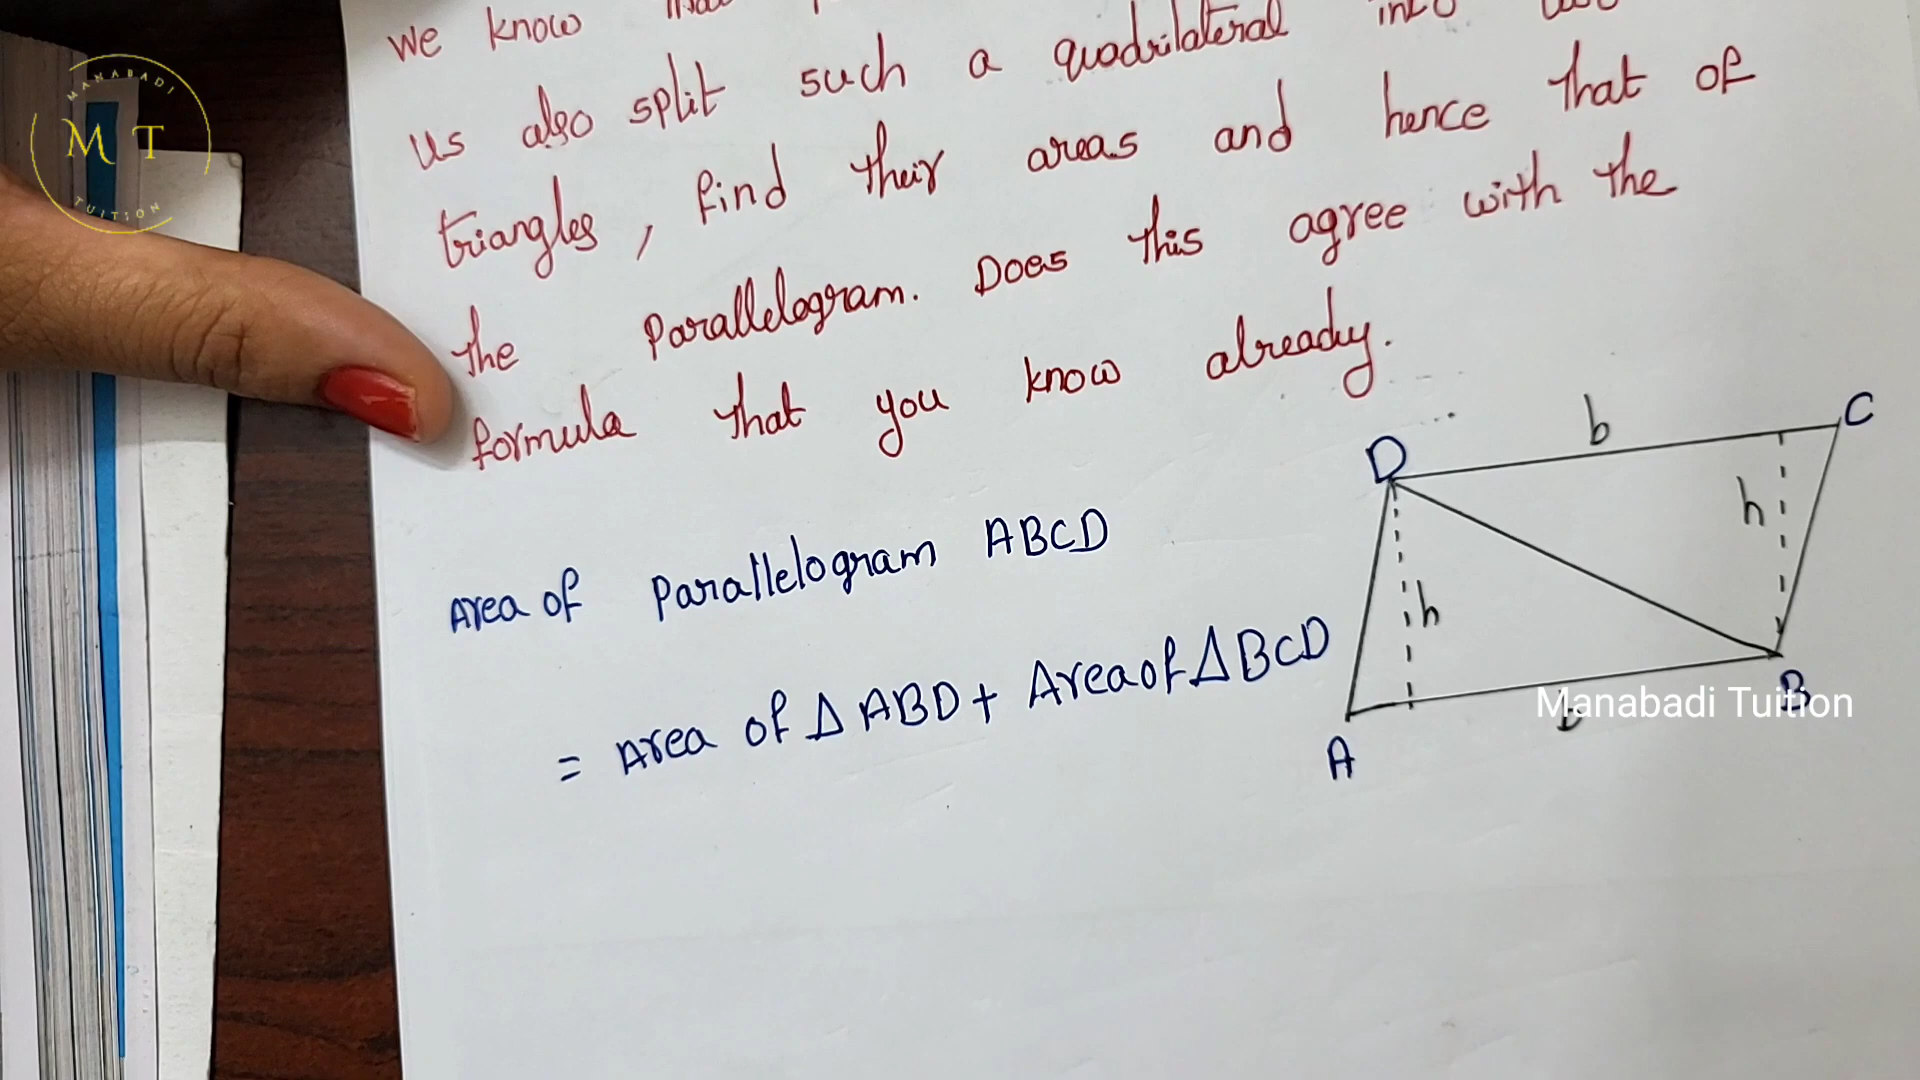 MANABADI
M T
TUITION
we know
us also split such a quadrilateral into
triangles, find their areas and hence that of
the parallelogram. Does this agree with the
formula that you know already.
D b C
h
h
A b B
Area of parallelogram ABCD
= Area of Δ ABD + Area of Δ BCD
Manabadi Tuition